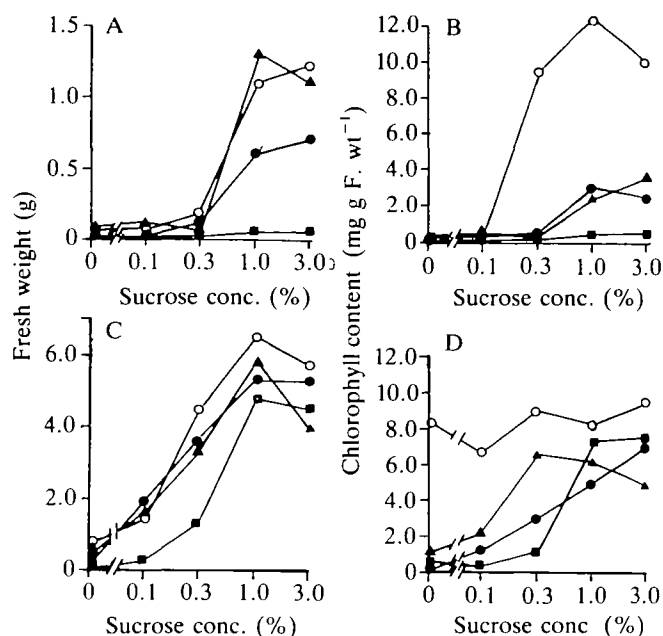 A
1.5
1.0
0.5
0
0 0.1 0.3 1.0 3.0
Sucrose conc. (%)
Fresh weight (g)
B
12.0
10.0
8.0
6.0
4.0
2.0
0
0 0.1 0.3 1.0 3.0
Sucrose conc. (%)
Chlorophyll content (mg g F. wt⁻¹)
C
6.0
4.0
2.0
0
0 0.1 0.3 1.0 3.0
Sucrose conc. (%)
D
12.0
10.0
8.0
6.0
4.0
2.0
0
0 0.1 0.3 1.0 3.0
Sucrose conc (%)